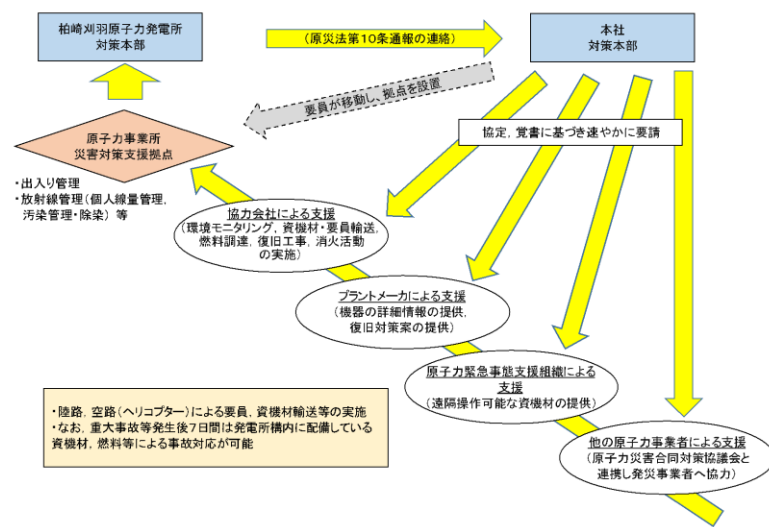 柏崎刈羽原子力発電所
対策本部
(原災法第10条通報の連絡)
本社
対策本部
要員が移動し、拠点を設置
原子力事業所
災害対策支援拠点
協定，覚書に基づき速やかに要請
・出入り管理
・放射線管理(個人線量管理，
汚染管理・除染) 等
協力会社による支援
(環境モニタリング，資機材・要員輸送，
燃料調達，復旧工事，消火活動
の実施)
プラントメーカによる支援
(機器の詳細情報の提供，
復旧対策案の提供)
原子力緊急事態支援組織による
支援
(遠隔操作可能な資機材の提供)
・陸路，空路(ヘリコプター)による要員，資機材輸送等の実施
・なお，重大事故等発生後7日間は発電所構内に配備している
資機材，燃料等による事故対応が可能
他の原子力事業者による支援
(原子力災害合同対策協議会と
連携し発災事業者へ協力)